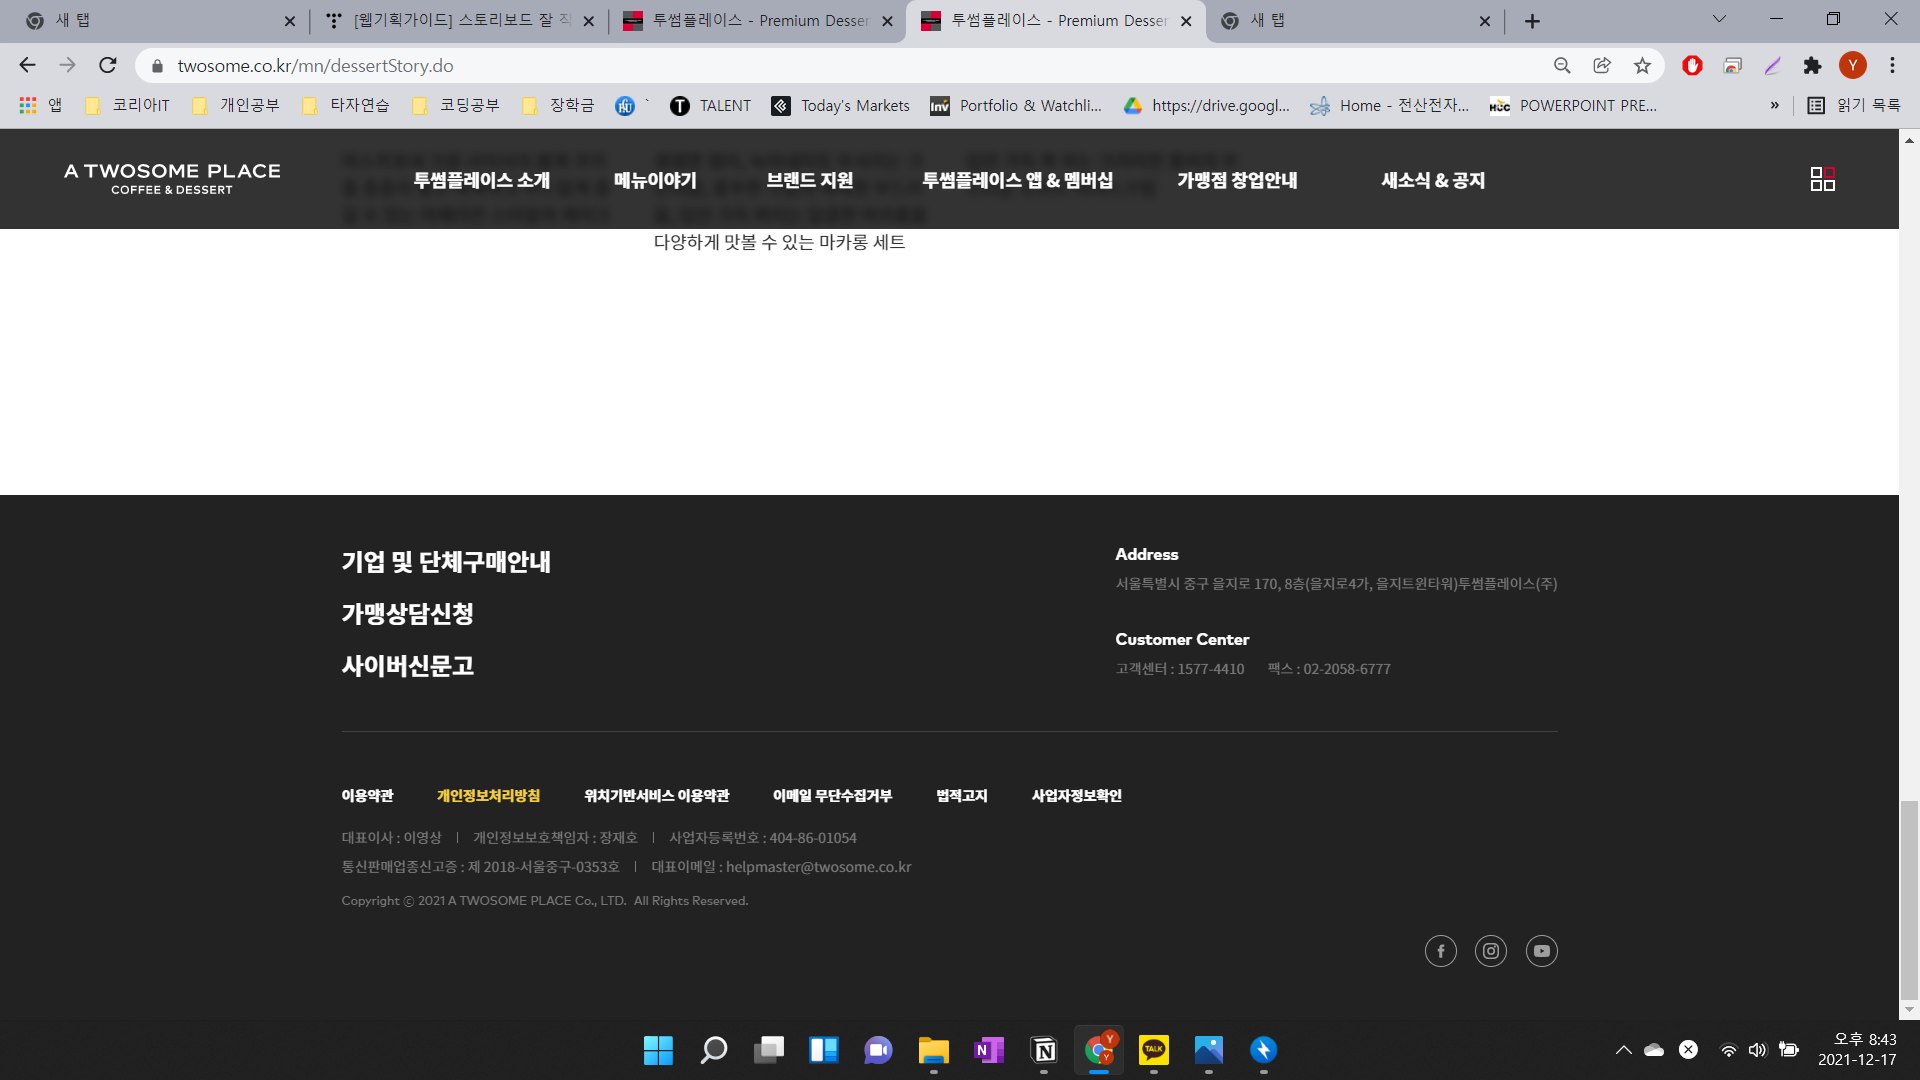 새 탭
[웹기획가이드] 스토리보드 잘 작
투썸플레이스 - Premium Desser
투썸플레이스 - Premium Desser
새 탭
twosome.co.kr/mn/dessertStory.do
Y
앱
코리아IT
개인공부
타자연습
코딩공부
장학금
`
TALENT
Today's Markets
Portfolio & Watchli...
https://drive.googl...
Home - 전산전자...
POWERPOINT PRE...
»
읽기 목록
A TWOSOME PLACE
COFFEE & DESSERT
투썸플레이스 소개
메뉴이야기
브랜드 지원
투썸플레이스 앱 & 멤버십
가맹점 창업안내
새소식 & 공지
다양하게 맛볼 수 있는 마카롱 세트
기업 및 단체구매안내
가맹상담신청
사이버신문고
Address
서울특별시 중구 을지로 170, 8층(을지로4가, 을지트윈타워)투썸플레이스(주)
Customer Center
고객센터 : 1577-4410 팩스 : 02-2058-6777
이용약관 개인정보처리방침 위치기반서비스 이용약관 이메일 무단수집거부 법적고지 사업자정보확인
대표이사 : 이영상 | 개인정보보호책임자 : 장재호 | 사업자등록번호 : 404-86-01054
통신판매업종신고증 : 제 2018-서울중구-0353호 | 대표이메일 : helpmaster@twosome.co.kr
Copyright ⓒ 2021 A TWOSOME PLACE Co., LTD. All Rights Reserved.
TALK
오후 8:43
2021-12-17